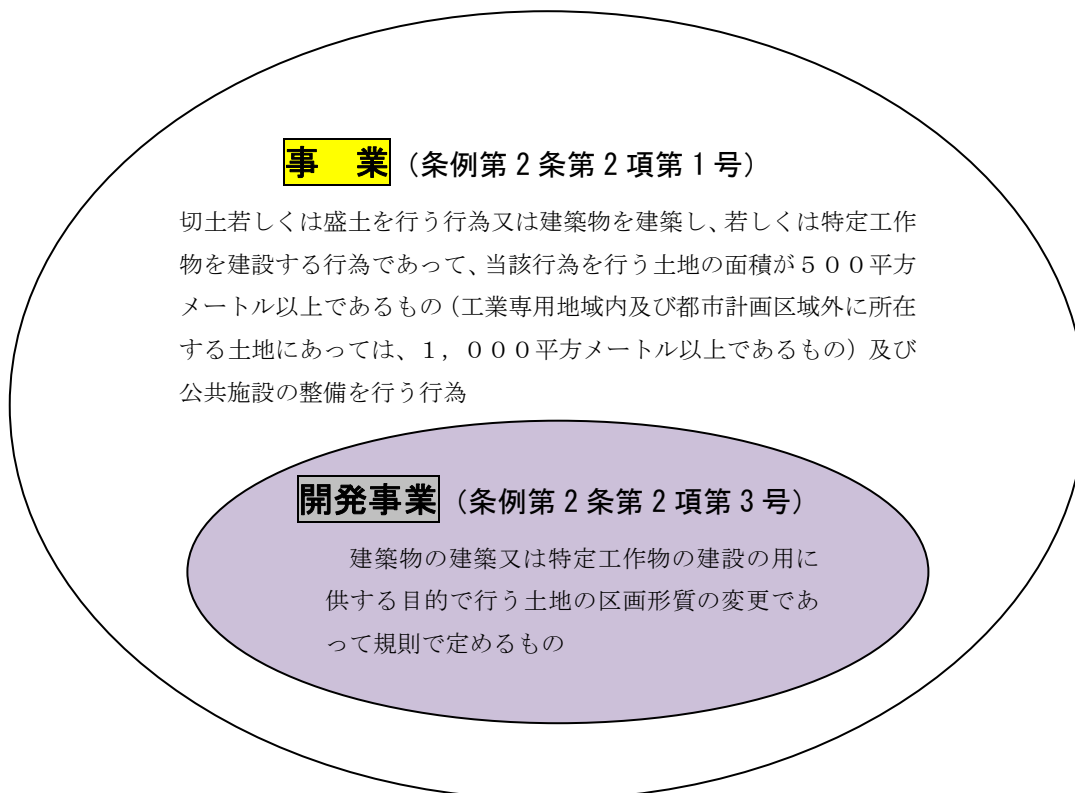 事　業（条例第２条第２項第１号）
切土若しくは盛土を行う行為又は建築物を建築し、若しくは特定工作
物を建設する行為であって、当該行為を行う土地の面積が５００平方
メートル以上であるもの（工業専用地域内及び都市計画区域外に所在
する土地にあっては、１，０００平方メートル以上であるもの）及び
公共施設の整備を行う行為
開発事業（条例第２条第２項第３号）
　建築物の建築又は特定工作物の建設の用に
供する目的で行う土地の区画形質の変更であ
って規則で定めるもの